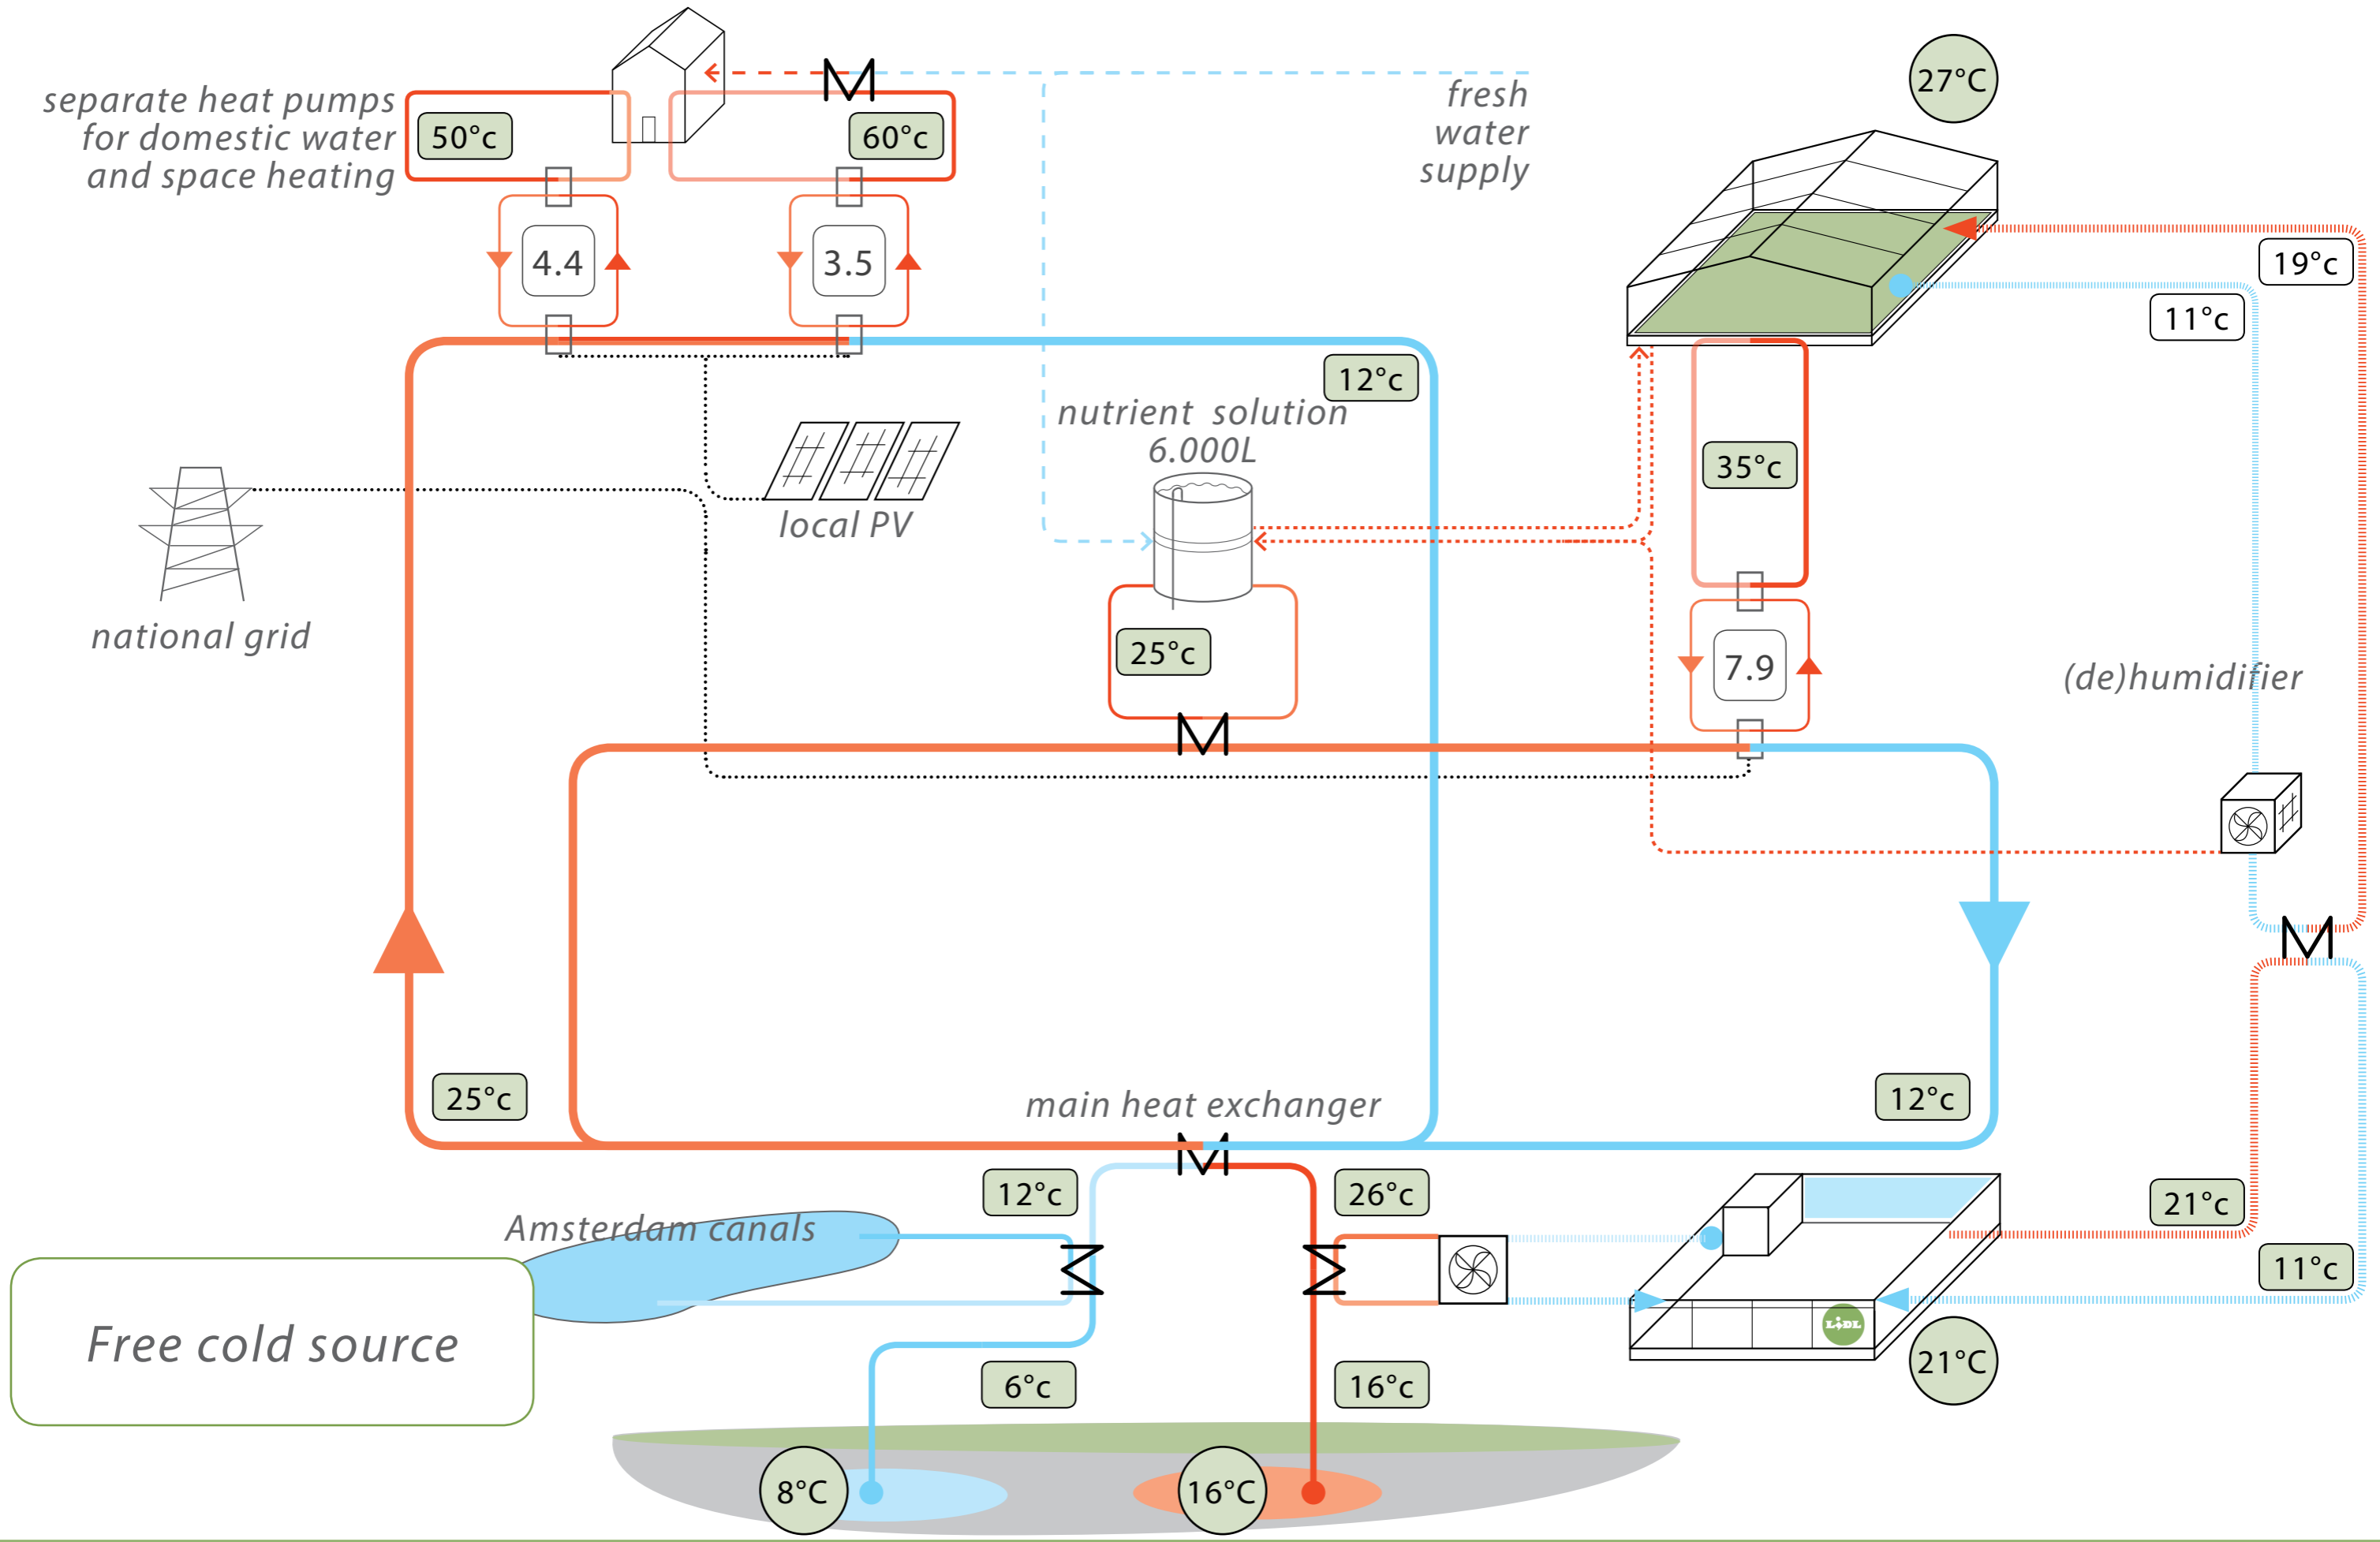 27°C
separate heat pumps
for domestic water
and space heating
50°c
60°c
fresh
water
supply
4.4
3.5
19°c
11°c
12°c
nutrient solution
6.000L
35°c
local PV
national grid
25°c
7.9
(de)humidifier
25°c
main heat exchanger
12°c
12°c
26°c
21°c
Amsterdam canals
11°c
Free cold source
LiDL
21°C
6°c
16°c
8°C
16°C